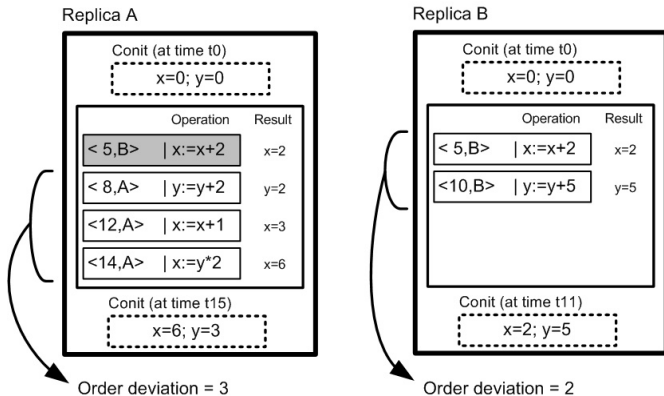 Replica A
Conit (at time t0)
x=0; y=0
Operation Result
< 5,B> | x:=x+2 x=2
< 8,A> | y:=y+2 y=2
<12,A> | x:=x+1 x=3
<14,A> | x:=y*2 x=6
Conit (at time t15)
x=6; y=3
Order deviation = 3
Replica B
Conit (at time t0)
x=0; y=0
Operation Result
< 5,B> | x:=x+2 x=2
<10,B> | y:=y+5 y=5
Conit (at time t11)
x=2; y=5
Order deviation = 2